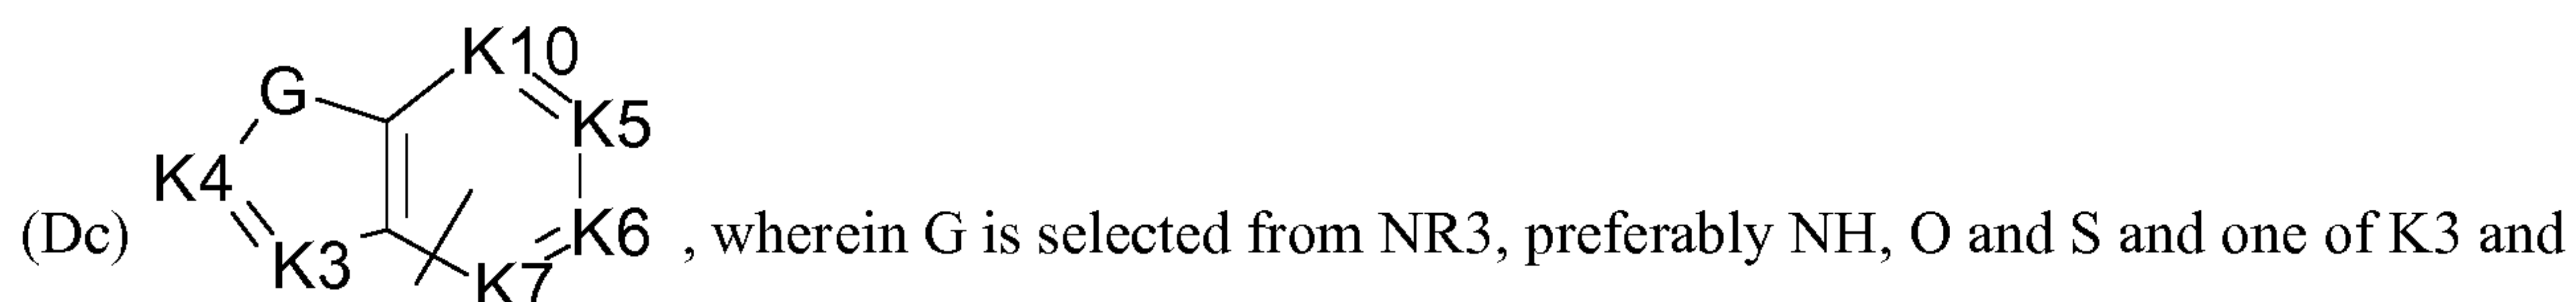 K10
G
K5
K4
(Dc) K3 K7 K6 , wherein G is selected from NR3, preferably NH, O and S and one of K3 and